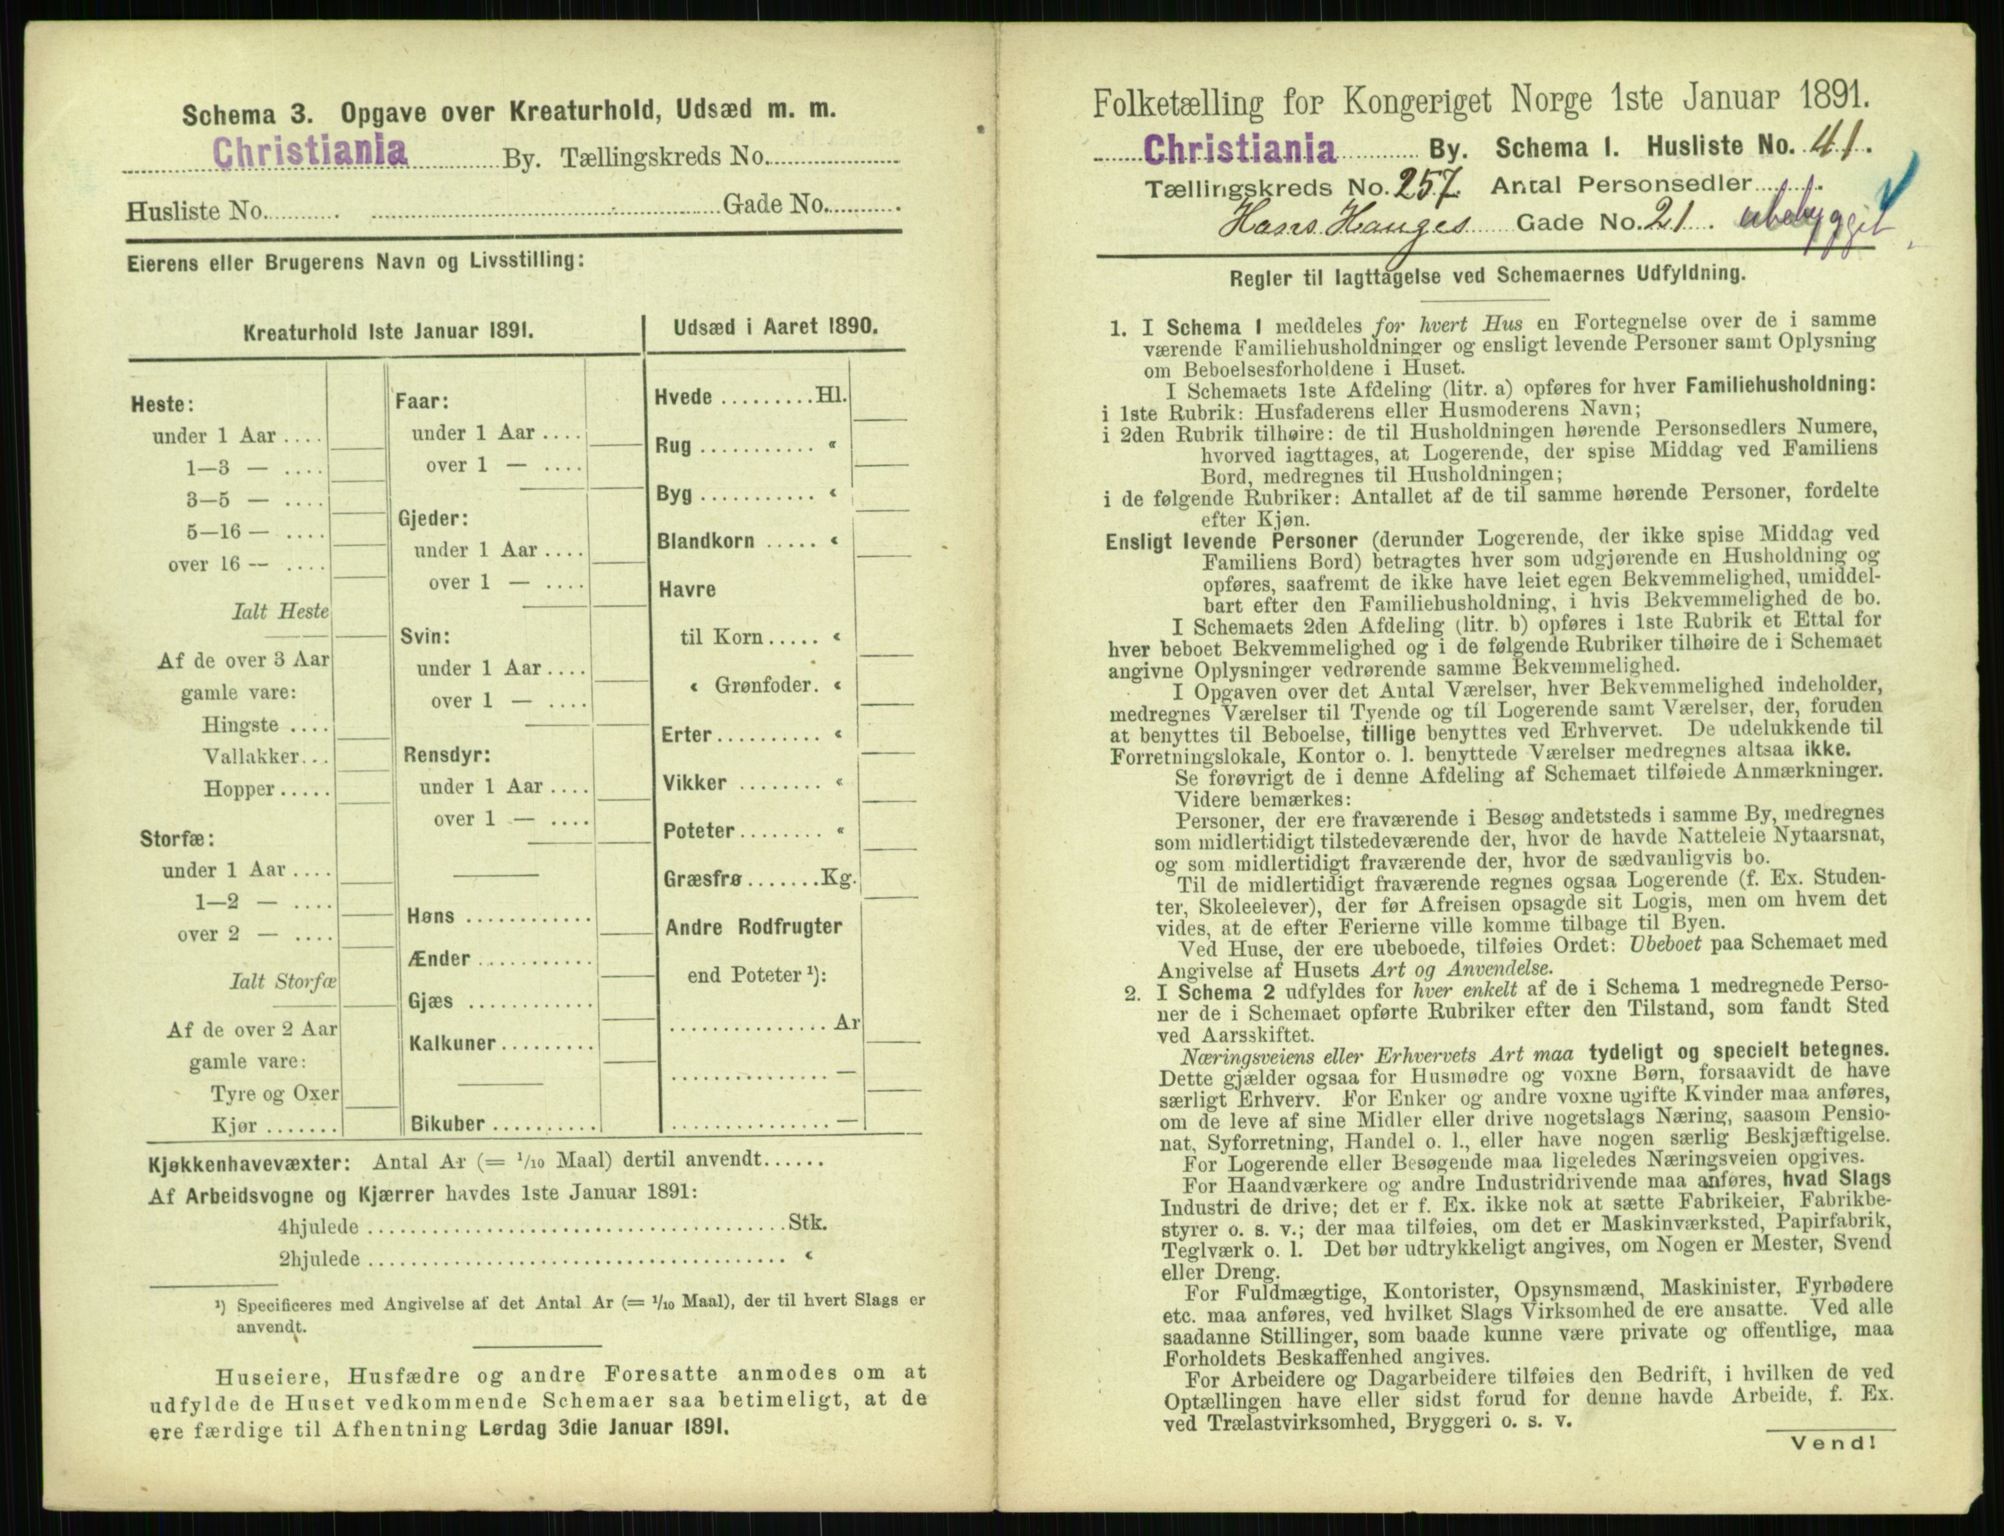 Schema 3. Opgave over Kreaturhold, Udsæd m. m.
Christiania By. Tællingskreds No.
Husliste No. Gade No.
Eierens eller Brugerens Navn og Livsstilling:
Kreaturhold 1ste Januar 1891.
Heste:
under 1 Aar ....
1—3 — ....
3—5 — ....
5—16 — ....
over 16 — ....
Ialt Heste
Af de over 3 Aar
gamle vare:
Hingste ....
Vallakker...
Hopper.....
Storfæ:
under 1 Aar ....
1—2 — ....
over 2 — ....
Ialt Storfæ
Af de over 2 Aar
gamle vare:
Tyre og Oxer
Kjør .......
Faar:
under 1 Aar ....
over 1 — ....
Gjeder:
under 1 Aar ....
over 1 — ....
Svin:
under 1 Aar ....
over 1 — ....
Rensdyr:
under 1 Aar ....
over 1 — ....
Høns ............
Ænder ...........
Gjæs ............
Kalkuner.........
Bikuber ..........
Udsæd i Aaret 1890.
Hvede .........Hl.
Rug ........... «
Byg ........... «
Blandkorn ..... «
Havre
til Korn..... «
« Grønfoder. «
Erter.......... «
Vikker ........ «
Poteter........ «
Græsfrø.......Kg.
Andre Rodfrugter
end Poteter ¹):
............... Ar
............... —
............... —
Kjøkkenhavevæxter: Antal Ar (= 1/10 Maal) dertil anvendt......
Af Arbeidsvogne og Kjærrer havdes 1ste Januar 1891:
4hjulede ......................................Stk.
2hjulede ...................................... «
¹) Specificeres med Angivelse af det Antal Ar (= 1/10 Maal), der til hvert Slags er
anvendt.
Huseiere, Husfædre og andre Foresatte anmodes om at
udfylde de Huset vedkommende Schemaer saa betimeligt, at de
ere færdige til Afhentning Lørdag 3die Januar 1891.
Folketælling for Kongeriget Norge 1ste Januar 1891.
Christiania By. Schema 1. Husliste No. 41.
Tællingskreds No. 257. Antal Personsedler
Hans Hauges Gade No. 21. ubebygget
Regler til Iagttagelse ved Schemaernes Udfyldning.
1. I Schema 1 meddeles for hvert Hus en Fortegnelse over de i samme
værende Familiehusholdninger og ensligt levende Personer samt Oplysning
om Beboelsesforholdene i Huset.
I Schemaets 1ste Afdeling (litr. a) opføres for hver Familiehusholdning:
i 1ste Rubrik: Husfaderens eller Husmoderens Navn;
i 2den Rubrik tilhøire: de til Husholdningen hørende Personsedlers Numere,
hvorved iagttages, at Logerende, der spise Middag ved Familiens
Bord, medregnes til Husholdningen;
i de følgende Rubriker: Antallet af de til samme hørende Personer, fordelte
efter Kjøn.
Ensligt levende Personer (derunder Logerende, der ikke spise Middag ved
Familiens Bord) betragtes hver som udgjørende en Husholdning og
opføres, saafremt de ikke have leiet egen Bekvemmelighed, umiddel-
bart efter den Familiehusholdning, i hvis Bekvemmelighed de bo.
I Schemaets 2den Afdeling (litr. b) opføres i 1ste Rubrik et Ettal for
hver beboet Bekvemmelighed og i de følgende Rubriker tilhøire de i Schemaet
angivne Oplysninger vedrørende samme Bekvemmelighed.
I Opgaven over det Antal Værelser, hver Bekvemmelighed indeholder,
medregnes Værelser til Tyende og til Logerende samt Værelser, der, foruden
at benyttes til Beboelse, tillige benyttes ved Erhvervet. De udelukkende til
Forretningslokale, Kontor o. l. benyttede Værelser medregnes altsaa ikke.
Se forøvrigt de i denne Afdeling af Schemaet tilføiede Anmærkninger.
Videre bemærkes:
Personer, der ere fraværende i Besøg andetsteds i samme By, medregnes
som midlertidigt tilstedeværende der, hvor de havde Natteleie Nytaarsnat,
og som midlertidigt fraværende der, hvor de sædvanligvis bo.
Til de midlertidigt fraværende regnes ogsaa Logerende (f. Ex. Studen-
ter, Skoleelever), der før Afreisen opsagde sit Logis, men om hvem det
vides, at de efter Ferierne ville komme tilbage til Byen.
Ved Huse, der ere ubeboede, tilføies Ordet: Ubeboet paa Schemaet med
Angivelse af Husets Art og Anvendelse.
2. I Schema 2 udfyldes for hver enkelt af de i Schema 1 medregnede Perso-
ner de i Schemaet opførte Rubriker efter den Tilstand, som fandt Sted
ved Aarsskiftet.
Næringsveiens eller Erhvervets Art maa tydeligt og specielt betegnes.
Dette gjælder ogsaa for Husmødre og voxne Børn, forsaavidt de have
særligt Erhverv. For Enker og andre voxne ugifte Kvinder maa anføres,
om de leve af sine Midler eller drive nogetslags Næring, saasom Pensio-
nat, Syforretning, Handel o. l., eller have nogen særlig Beskjæftigelse.
For Logerende eller Besøgende maa ligeledes Næringsveien opgives.
For Haandværkere og andre Industridrivende maa anføres, hvad Slags
Industri de drive; det er f. Ex. ikke nok at sætte Fabrikeier, Fabrikbe-
styrer o. s. v.; der maa tilføies, om det er Maskinværksted, Papirfabrik,
Teglværk o. l. Det bør udtrykkeligt angives, om Nogen er Mester, Svend
eller Dreng.
For Fuldmægtige, Kontorister, Opsynsmænd, Maskinister, Fyrbødere
etc. maa anføres, ved hvilket Slags Virksomhed de ere ansatte. Ved alle
saadanne Stillinger, som baade kunne være private og offentlige, maa
Forholdets Beskaffenhed angives.
For Arbeidere og Dagarbeidere tilføies den Bedrift, i hvilken de ved
Optællingen have eller sidst forud for denne havde Arbeide, f. Ex.
ved Trælastvirksomhed, Bryggeri o. s. v.
Vend!